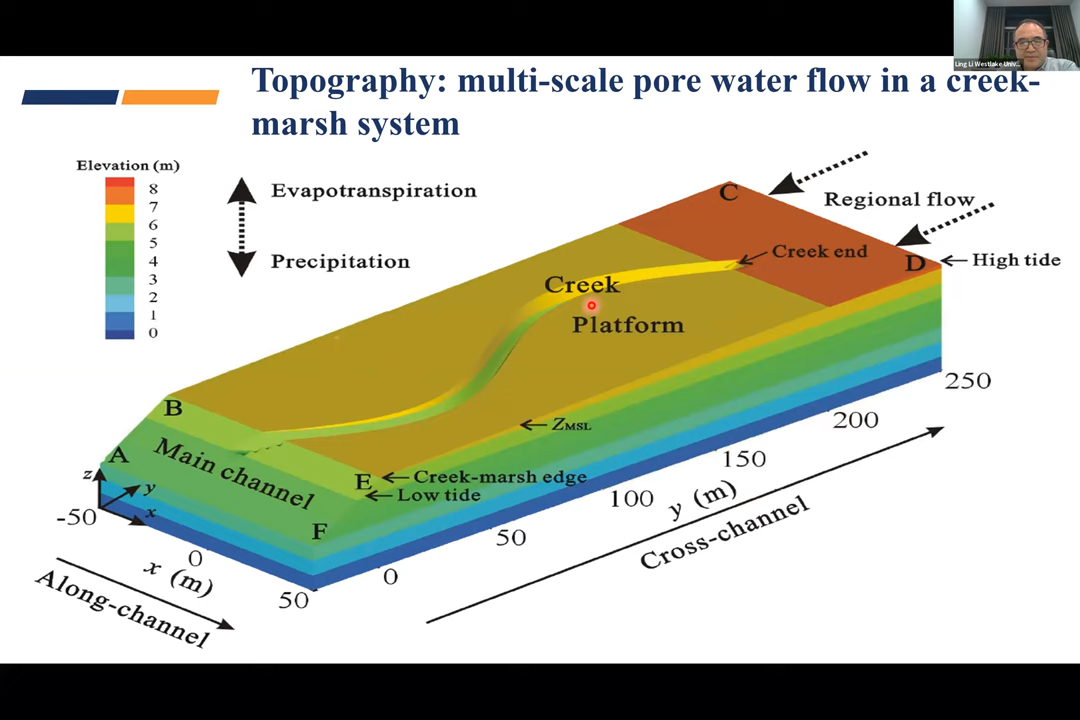 Ling Li Westlake Univ...
Topography: multi-scale pore water flow in a creek-
marsh system
Elevation (m)
8
7
6
5
4
3
2
1
0
Evapotranspiration
Precipitation
C
Regional flow
Creek end
D
High tide
Creek
Platform
B
ZMSL
A
Main channel
E
Creek-marsh edge
Low tide
F
z
y
x
-50
0
50
x (m)
Along-channel
0
50
100
150
200
250
y (m)
Cross-channel